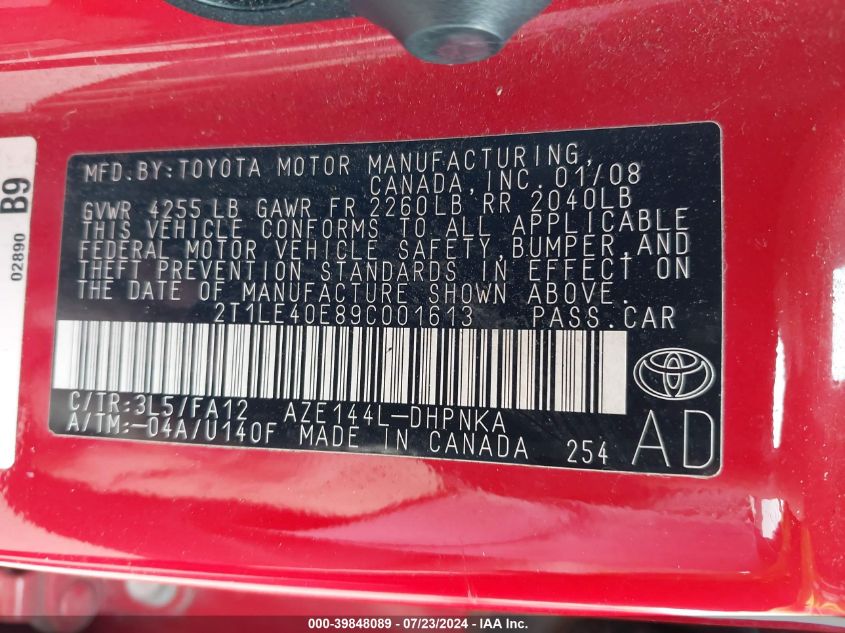 MFD.BY:TOYOTA MOTOR MANUFACTURING,
CANADA,INC. 01/08
GVWR 4255LB GAWR FR 2260LB RR 2040LB
THIS VEHICLE CONFORMS TO ALL APPLICABLE
FEDERAL MOTOR VEHICLE SAFETY,BUMPER,AND
THEFT PREVENTION STANDARDS IN EFFECT ON
THE DATE OF MANUFACTURE SHOWN ABOVE.
2T1LE40E89C001613 PASS.CAR
C/TR:3L5/FA12 AZE144L-DHPNKA
A/TM:-04A/U140F MADE IN CANADA 254
AD
02890 B9
000-39848089 / 07/23/2024 - IAA Inc.